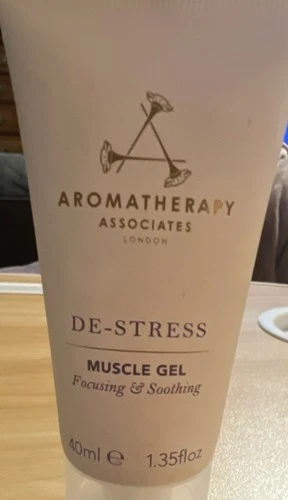 AROMATHERAPY
ASSOCIATES
LONDON
DE-STRESS
MUSCLE GEL
Focusing & Soothing
40ml e 1.35floz